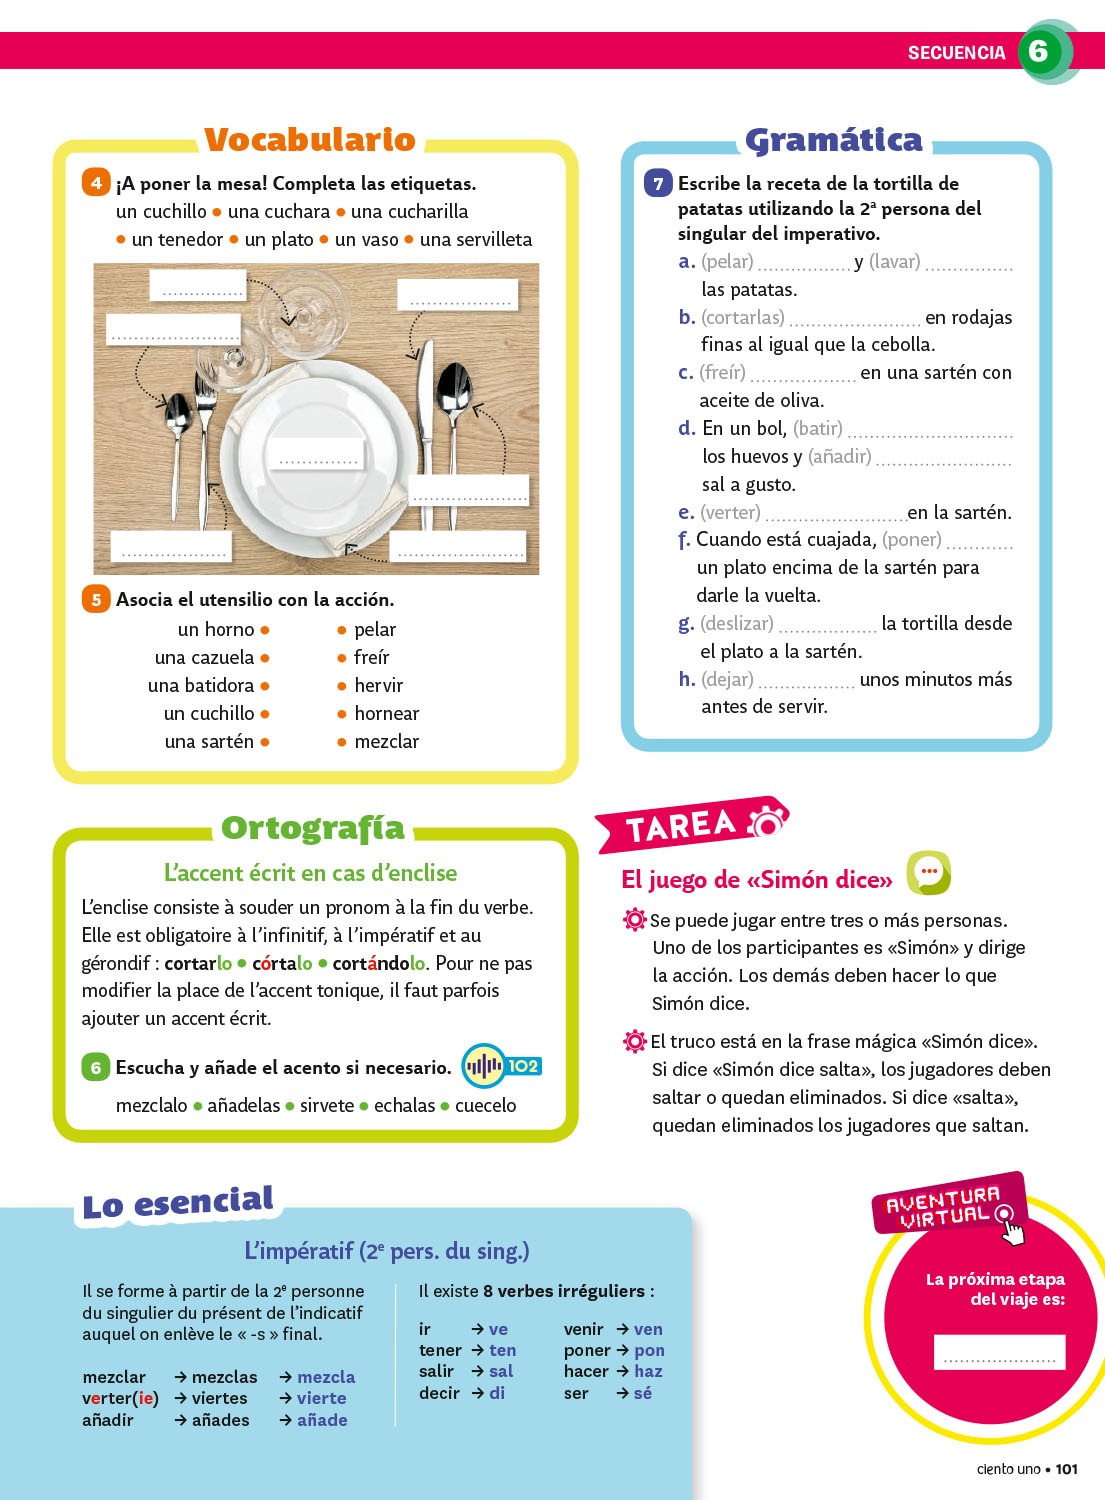 SECUENCIA 6
Vocabulario
4 ¡A poner la mesa! Completa las etiquetas.
un cuchillo ● una cuchara ● una cucharilla
● un tenedor ● un plato ● un vaso ● una servilleta
5 Asocia el utensilio con la acción.
un horno ● ● pelar
una cazuela ● ● freír
una batidora ● ● hervir
un cuchillo ● ● hornear
una sartén ● ● mezclar
Gramática
7 Escribe la receta de la tortilla de
patatas utilizando la 2ª persona del
singular del imperativo.
a. (pelar) ................ y (lavar) ................
las patatas.
b. (cortarlas) ........................ en rodajas
finas al igual que la cebolla.
c. (freír) ................... en una sartén con
aceite de oliva.
d. En un bol, (batir) ..............................
los huevos y (añadir) .........................
sal a gusto.
e. (verter) ..........................en la sartén.
f. Cuando está cuajada, (poner) ............
un plato encima de la sartén para
darle la vuelta.
g. (deslizar) .................. la tortilla desde
el plato a la sartén.
h. (dejar) ................. unos minutos más
antes de servir.
Ortografía
L'accent écrit en cas d'enclise
L'enclise consiste à souder un pronom à la fin du verbe.
Elle est obligatoire à l'infinitif, à l'impératif et au
gérondif : cortarlo ● córtalo ● cortándolo. Pour ne pas
modifier la place de l'accent tonique, il faut parfois
ajouter un accent écrit.
6 Escucha y añade el acento si necesario. 102
mezclalo ● añadelas ● sirvete ● echalas ● cuecelo
TAREA
El juego de «Simón dice»
Se puede jugar entre tres o más personas.
Uno de los participantes es «Simón» y dirige
la acción. Los demás deben hacer lo que
Simón dice.
El truco está en la frase mágica «Simón dice».
Si dice «Simón dice salta», los jugadores deben
saltar o quedan eliminados. Si dice «salta»,
quedan eliminados los jugadores que saltan.
Lo esencial
L'impératif (2e pers. du sing.)
Il se forme à partir de la 2e personne
du singulier du présent de l'indicatif
auquel on enlève le « -s » final.
mezclar → mezclas → mezcla
verter(ie) → viertes → vierte
añadir → añades → añade
Il existe 8 verbes irréguliers :
ir → ve venir → ven
tener → ten poner → pon
salir → sal hacer → haz
decir → di ser → sé
AVENTURA
VIRTUAL
La próxima etapa
del viaje es:
.....................
ciento uno • 101